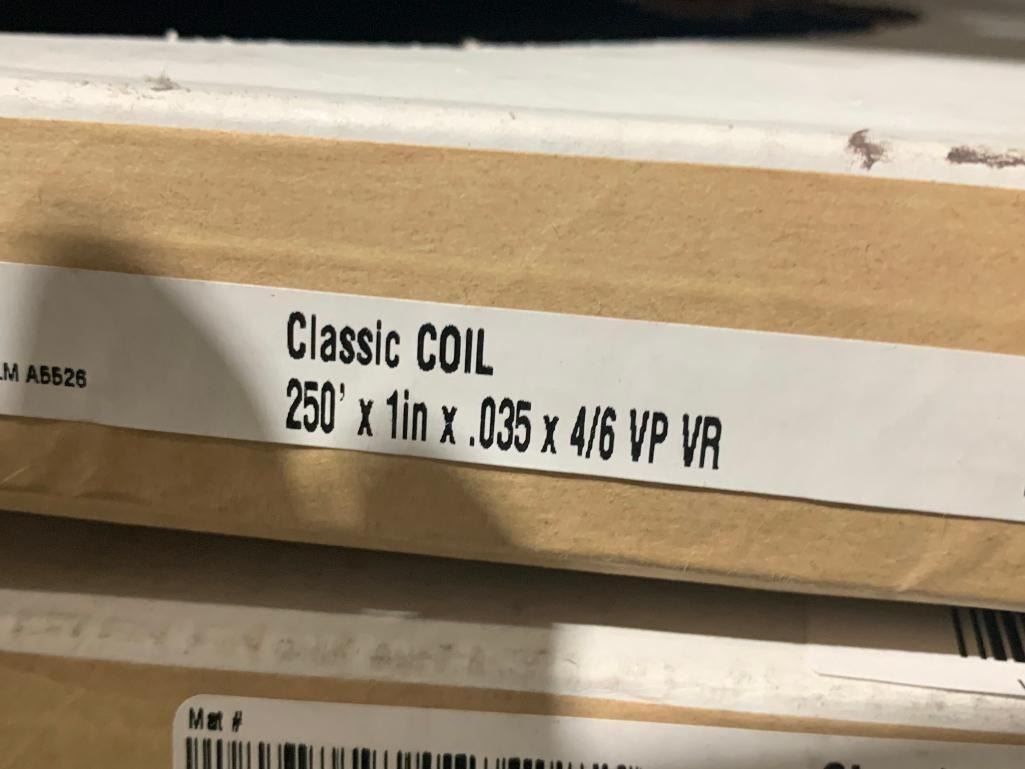 Classic COIL
LM A5526
250' x 1in x .035 x 4/6 VP VR
Mat #